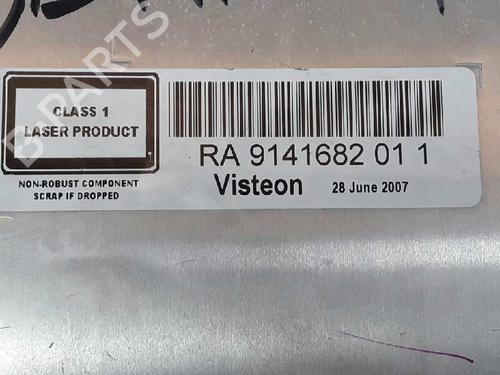 B-PARTS
CLASS 1
LASER PRODUCT
NON-ROBUST COMPONENT
SCRAP IF DROPPED
RA 9141682 01 1
Visteon 28 June 2007